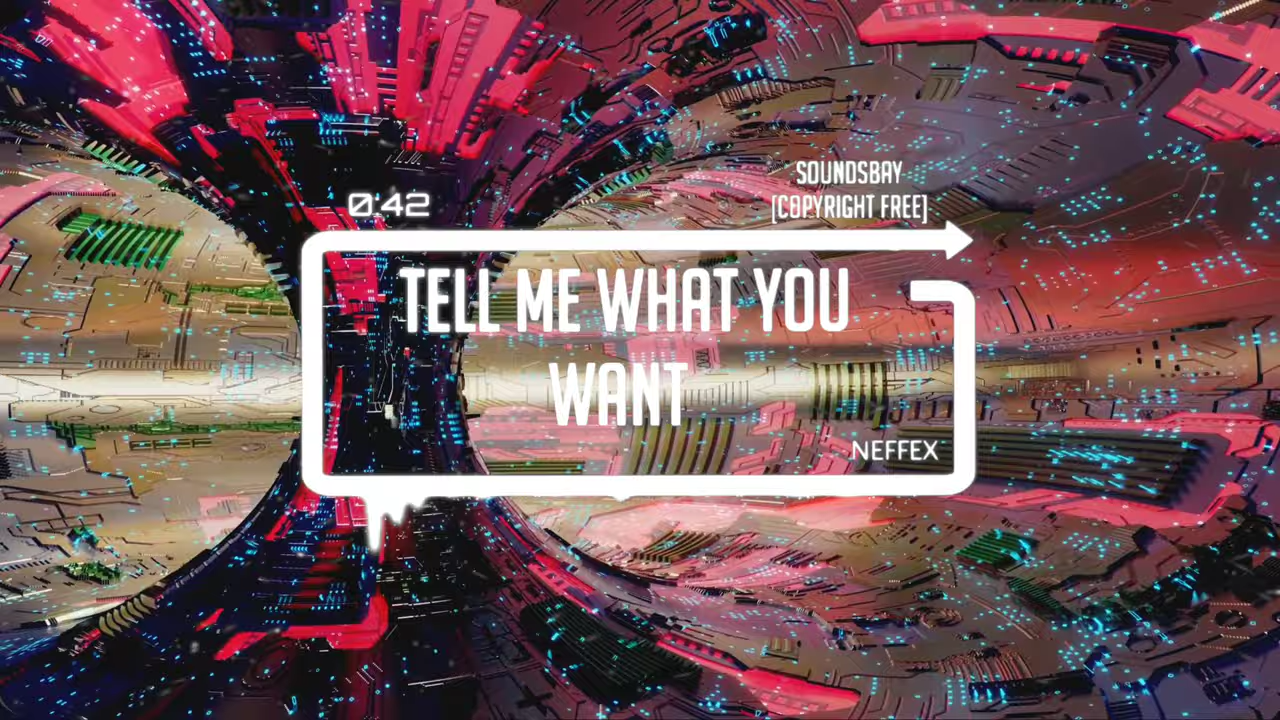 0:42
SOUNDSBAY
[COPYRIGHT FREE]
TELL ME WHAT YOU
WANT
NEFFEX